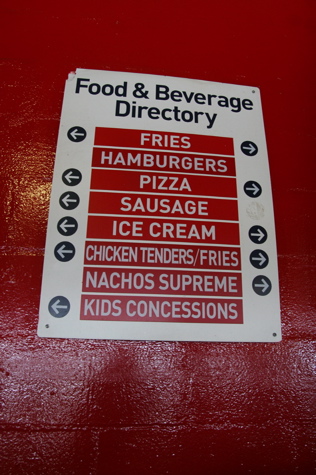 Food & Beverage
Directory
FRIES
HAMBURGERS
PIZZA
SAUSAGE
ICE CREAM
CHICKEN TENDERS/FRIES
NACHOS SUPREME
KIDS CONCESSIONS